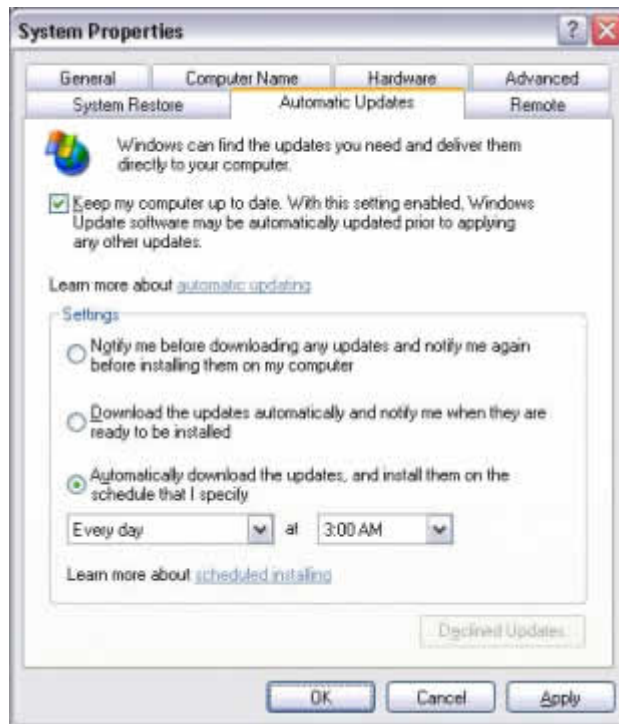 System Properties
General Computer Name Hardware Advanced
System Restore Automatic Updates Remote
Windows can find the updates you need and deliver them
directly to your computer.
Keep my computer up to date. With this setting enabled, Windows
Update software may be automatically updated prior to applying
any other updates.
Learn more about automatic updating
Settings
Notify me before downloading any updates and notify me again
before installing them on my computer
Download the updates automatically and notify me when they are
ready to be installed
Automatically download the updates, and install them on the
schedule that I specify
Every day at 3:00 AM
Learn more about scheduled installing
Declined Updates
OK Cancel Apply